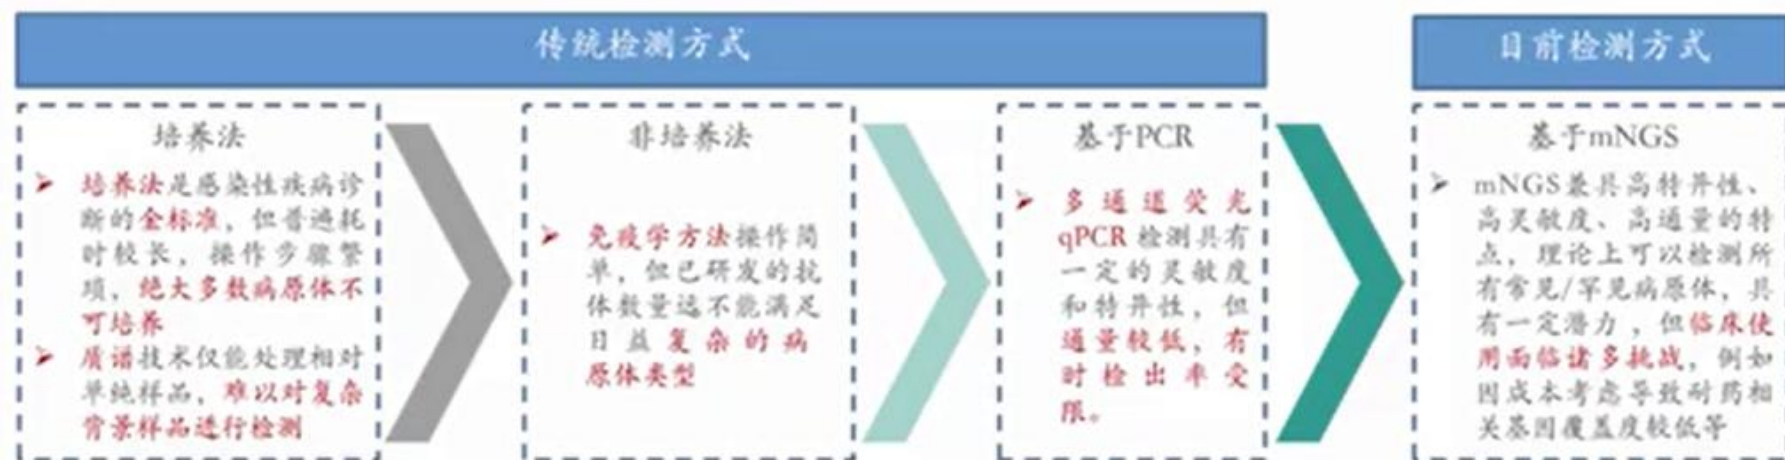 传统检测方式
目前检测方式
培养法
培养法是感染性疾病诊
断的金标准，但普遍耗
时较长，操作步骤繁
琐，绝大多数病原体不
可培养
质谱技术仅能处理相对
单纯样品，难以对复杂
背景样品进行检测
非培养法
免疫学方法操作简
单，但已研发的抗
体数量远不能满足
日益复杂的病
原体类型
基于PCR
多通道荧光
qPCR 检测具有
一定的灵敏度
和特异性，但
通量较低，有
时检出率受
限。
基于mNGS
mNGS兼具高特异性、
高灵敏度、高通量的特
点，理论上可以检测所
有常见/罕见病原体，具
有一定潜力，但临床使
用面临诸多挑战，例如
因成本考虑导致耐药相
关基因覆盖度较低等